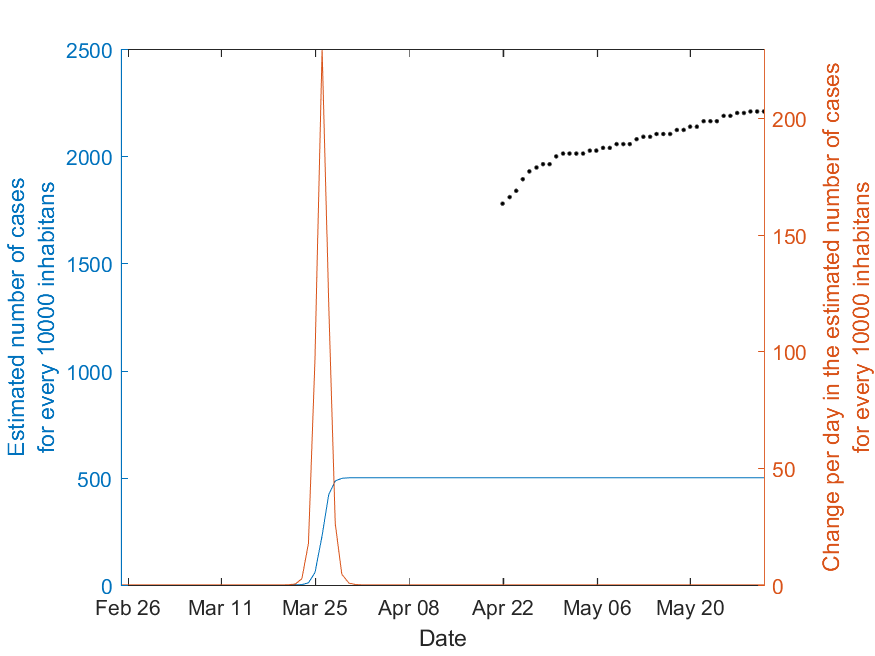 2500
2000
1500
1000
500
0
Estimated number of cases
for every 10000 inhabitans
200
150
100
50
0
Change per day in the estimated number of cases
for every 10000 inhabitans
Feb 26 Mar 11 Mar 25 Apr 08 Apr 22 May 06 May 20
Date